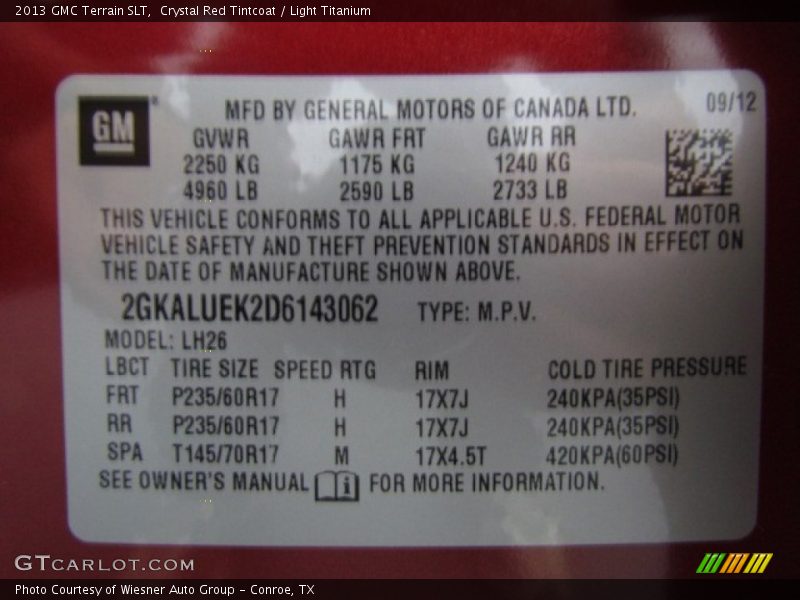 2013 GMC Terrain SLT, Crystal Red Tintcoat / Light Titanium
GM®
MFD BY GENERAL MOTORS OF CANADA LTD. 09/12
GVWR GAWR FRT GAWR RR
2250 KG 1175 KG 1240 KG
4960 LB 2590 LB 2733 LB
THIS VEHICLE CONFORMS TO ALL APPLICABLE U.S. FEDERAL MOTOR
VEHICLE SAFETY AND THEFT PREVENTION STANDARDS IN EFFECT ON
THE DATE OF MANUFACTURE SHOWN ABOVE.
2GKALUEK2D6143062 TYPE: M.P.V.
MODEL: LH26
LBCT TIRE SIZE SPEED RTG RIM COLD TIRE PRESSURE
FRT P235/60R17 H 17X7J 240KPA(35PSI)
RR P235/60R17 H 17X7J 240KPA(35PSI)
SPA T145/70R17 M 17X4.5T 420KPA(60PSI)
SEE OWNER'S MANUAL i FOR MORE INFORMATION.
GTCARLOT.COM
Photo Courtesy of Wiesner Auto Group - Conroe, TX